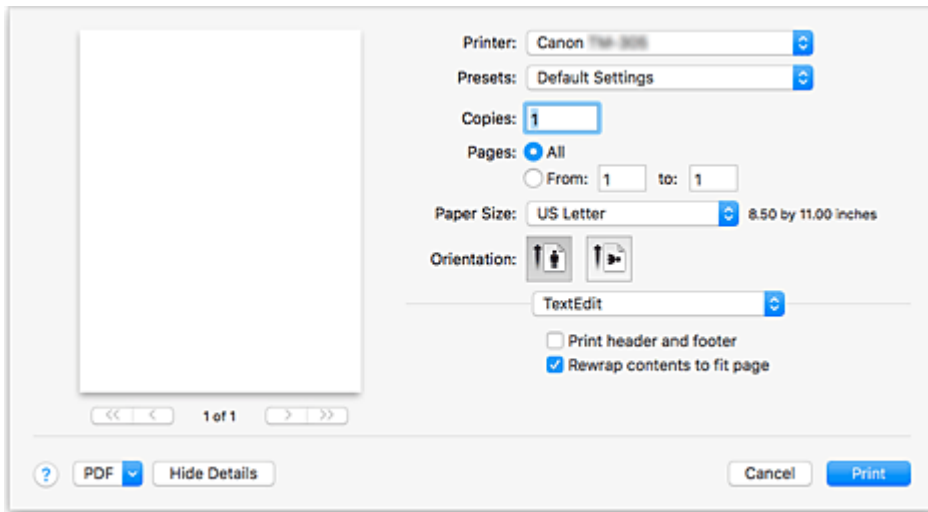 Printer: Canon
Presets: Default Settings
Copies: 1
Pages: All
From: 1 to: 1
Paper Size: US Letter 8.50 by 11.00 inches
Orientation:
TextEdit
Print header and footer
Rewrap contents to fit page
<< < 1 of 1 > >>
? PDF Hide Details Cancel Print